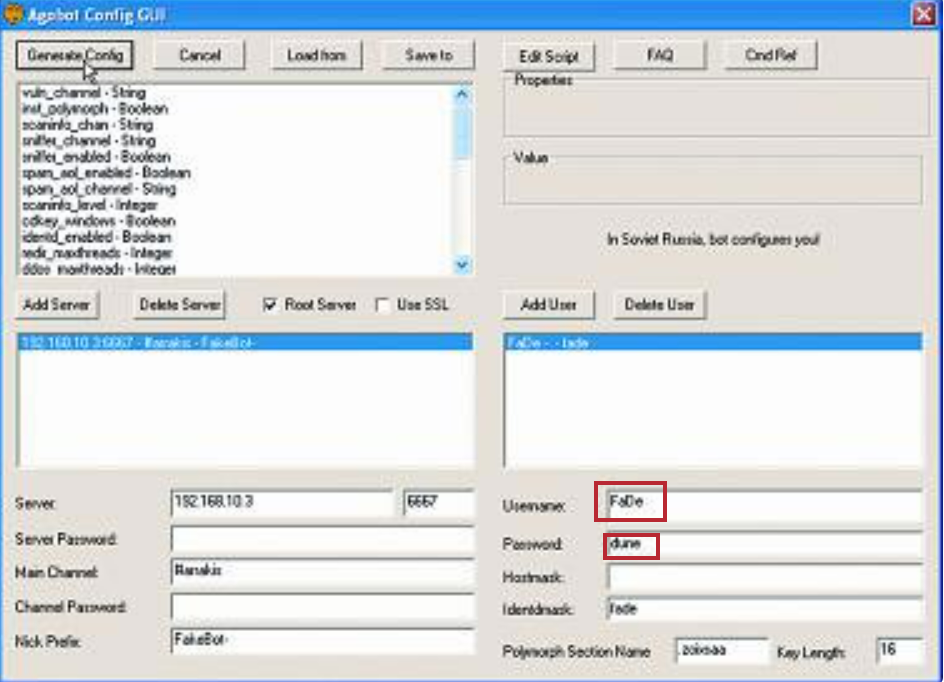 Agobot Config GUI
Generate Config Cancel Load from Save to Edit Script FAQ Cmd Ref
Properties
vuln_channel - String
inst_polymorph - Boolean
scaninfo_chan - String
sniffer_channel - String
sniffer_enabled - Boolean
spam_aol_enabled - Boolean
spam_aol_channel - String
scaninfo_level - Integer
cdkey_windows - Boolean
identd_enabled - Boolean
redir_maxthreads - Integer
ddos_maxthreads - Integer
Value
In Soviet Russia, bot configures you!
Add Server Delete Server Root Server Use SSL Add User Delete User
192.168.10.3:6667 - #anakis - FakeBot-
FaDe - - fade
Server: 192.168.10.3 6667
Server Password:
Main Channel: #anakis
Channel Password:
Nick Prefix: FakeBot-
Username: FaDe
Password: dune
Hostmask:
Identdmask: fade
Polymorph Section Name Key Length: 16